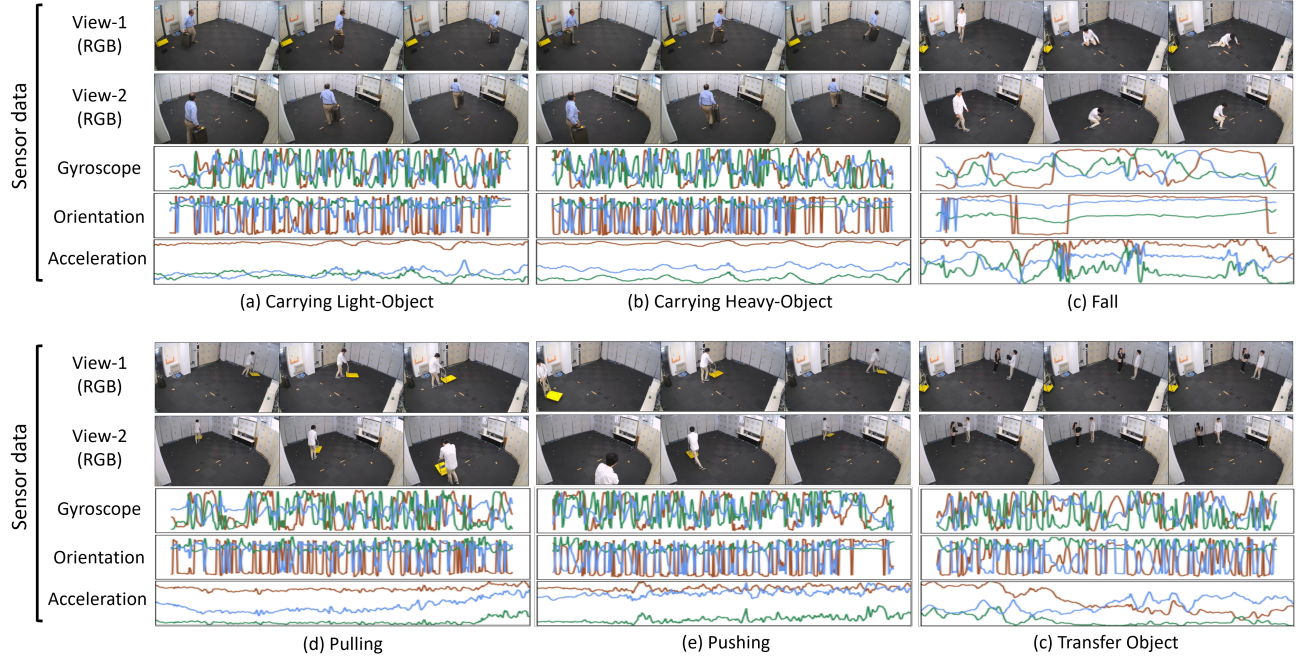 Sensor data
View-1
(RGB)
View-2
(RGB)
Gyroscope
Orientation
Acceleration
(a) Carrying Light-Object
(b) Carrying Heavy-Object
(c) Fall
Sensor data
View-1
(RGB)
View-2
(RGB)
Gyroscope
Orientation
Acceleration
(d) Pulling
(e) Pushing
(c) Transfer Object